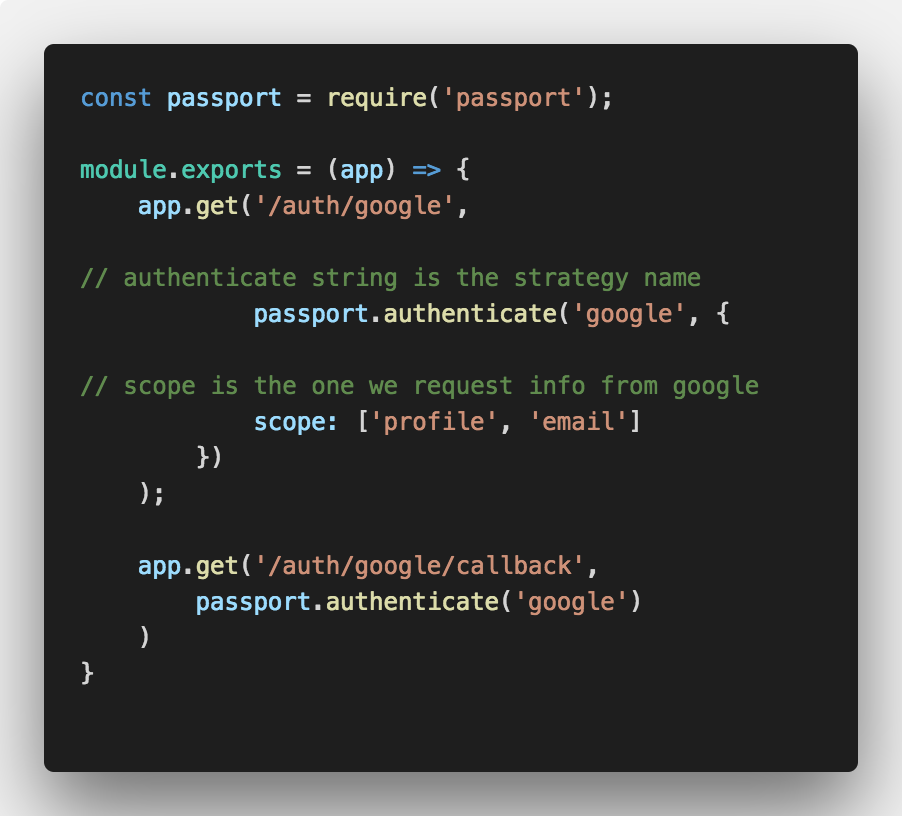 const passport = require('passport');
module.exports = (app) => {
    app.get('/auth/google',
// authenticate string is the strategy name
            passport.authenticate('google', {
// scope is the one we request info from google
            scope: ['profile', 'email']
        })
    );
    app.get('/auth/google/callback',
        passport.authenticate('google')
    )
}